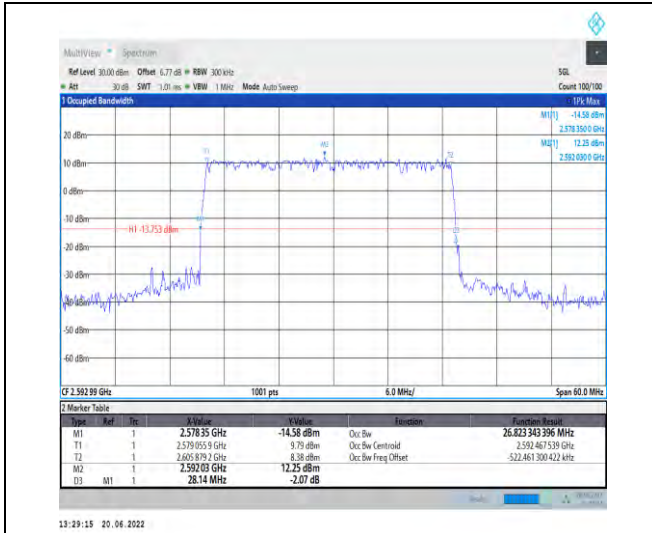 MultiView Spectrum
Ref Level 30.00 dBm Offset 6.77 dB RBW 300 kHz SGL
Att 30 dB SWT 1.01 ms VBW 1 MHz Mode Auto Sweep Count 100/100
1 Occupied Bandwidth 1Pk Max
M1[1] -14.58 dBm
2.578 350 0 GHz
M2[1] 12.25 dBm
2.592 030 0 GHz
20 dBm
T1 M2 T2
10 dBm
0 dBm
-10 dBm
H1 -13.753 dBm
-20 dBm
-30 dBm
-40 dBm
-50 dBm
-60 dBm
CF 2.592 99 GHz 1001 pts 6.0 MHz/ Span 60.0 MHz
2 Marker Table
Type Ref Trc X-Value Y-Value Function Function Result
M1 1 2.578 35 GHz -14.58 dBm Occ Bw 26.823 343 396 MHz
T1 1 2.579 055 9 GHz 9.79 dBm Occ Bw Centroid 2.592 467 539 GHz
T2 1 2.605 879 2 GHz 8.38 dBm Occ Bw Freq Offset -522.461 300 422 kHz
M2 1 2.592 03 GHz 12.25 dBm
D3 M1 1 28.14 MHz -2.07 dB
13:29:15 20.06.2022